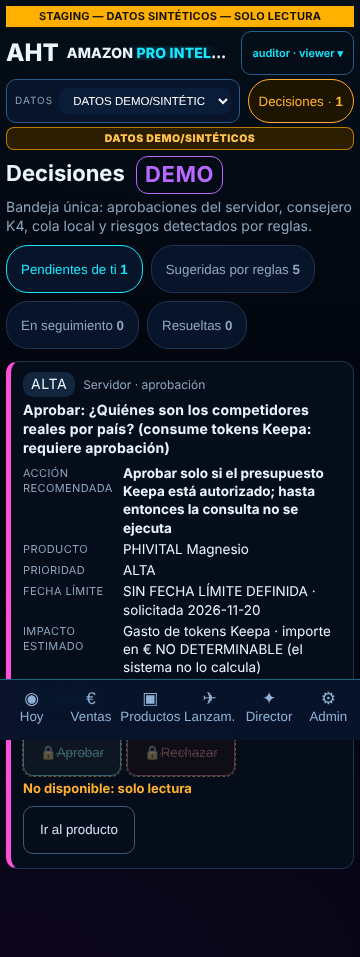 STAGING — DATOS SINTÉTICOS — SOLO LECTURA
AHT AMAZON PRO INTEL...
auditor · viewer ▾
DATOS DATOS DEMO/SINTÉTIC
Decisiones · 1
DATOS DEMO/SINTÉTICOS
Decisiones DEMO
Bandeja única: aprobaciones del servidor, consejero
K4, cola local y riesgos detectados por reglas.
Pendientes de ti 1
Sugeridas por reglas 5
En seguimiento 0
Resueltas 0
ALTA Servidor · aprobación
Aprobar: ¿Quiénes son los competidores
reales por país? (consume tokens Keepa:
requiere aprobación)
ACCIÓN
RECOMENDADA
Aprobar solo si el presupuesto
Keepa está autorizado; hasta
entonces la consulta no se
ejecuta
PRODUCTO PHIVITAL Magnesio
PRIORIDAD ALTA
FECHA LÍMITE SIN FECHA LÍMITE DEFINIDA ·
solicitada 2026-11-20
IMPACTO
ESTIMADO
Gasto de tokens Keepa · importe
en € NO DETERMINABLE (el
sistema no lo calcula)
Hoy
€ Ventas
Productos
Lanzam.
Director
Admin
Aprobar
Rechazar
No disponible: solo lectura
Ir al producto